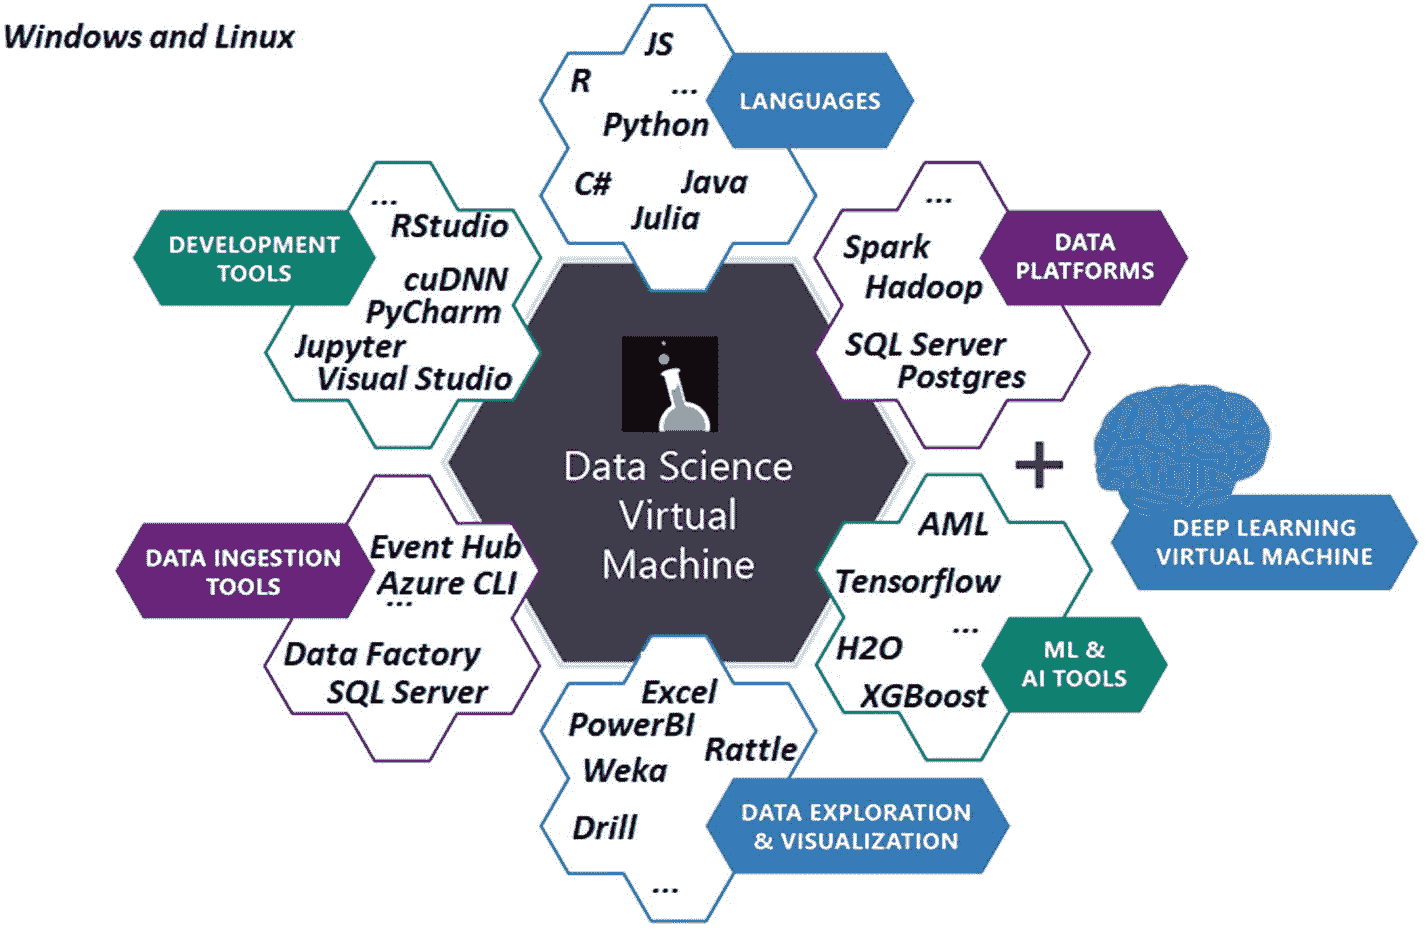 Windows and Linux
JS
R
...
Python
C#
Java
Julia
LANGUAGES
...
RStudio
cuDNN
PyCharm
Jupyter
Visual Studio
DEVELOPMENT
TOOLS
...
Spark
Hadoop
SQL Server
Postgres
DATA
PLATFORMS
Data Science
Virtual
Machine
+
DEEP LEARNING
VIRTUAL MACHINE
Event Hub
Azure CLI
...
Data Factory
SQL Server
DATA INGESTION
TOOLS
AML
Tensorflow
...
H2O
XGBoost
ML &
AI TOOLS
Excel
PowerBI
Rattle
Weka
Drill
...
DATA EXPLORATION
& VISUALIZATION